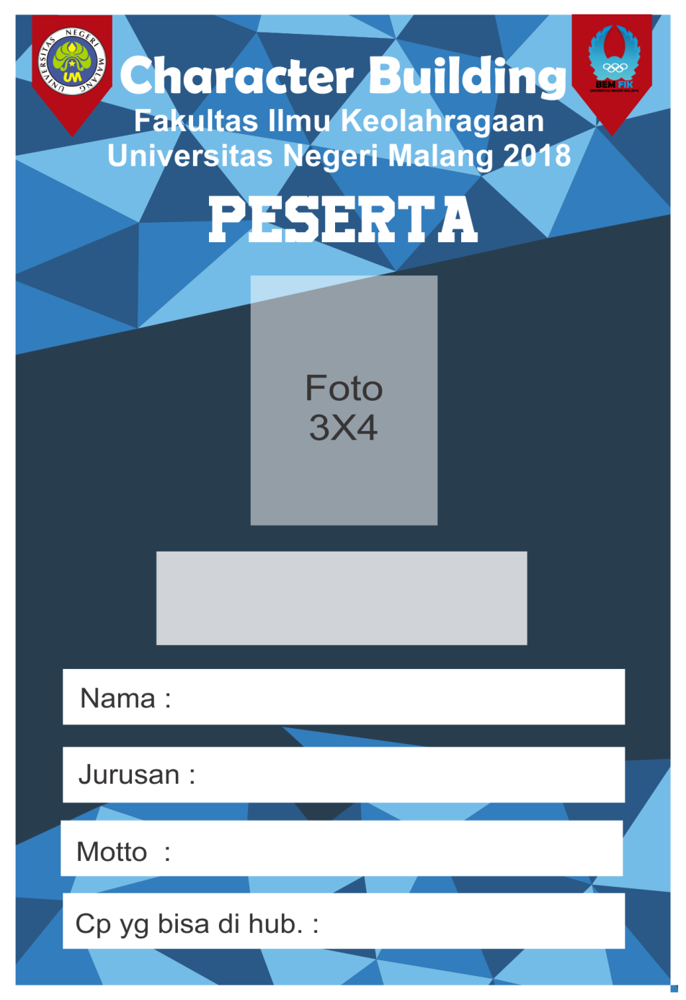 UNIVERSITAS NEGERI MALANG
UM
BEM FIK
UNIVERSITAS NEGERI MALANG
Character Building
Fakultas Ilmu Keolahragaan
Universitas Negeri Malang 2018
PESERTA
Foto
3X4
Nama :
Jurusan :
Motto :
Cp yg bisa di hub. :